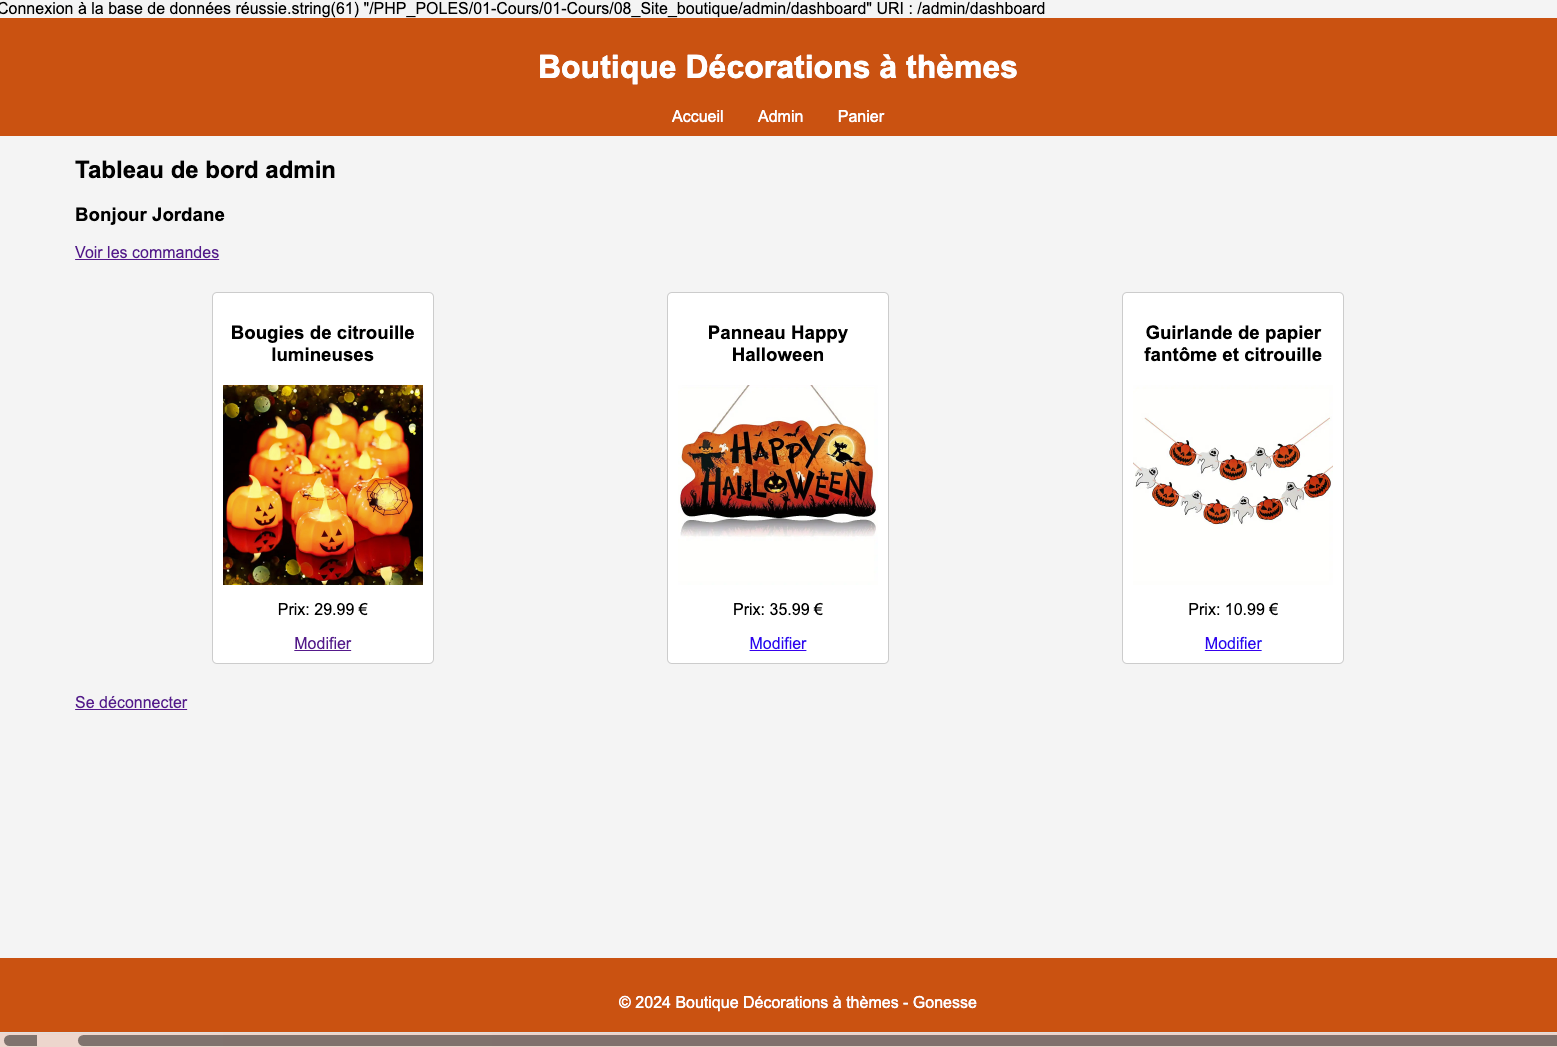 Connexion à la base de données réussie.string(61) "/PHP_POLES/01-Cours/01-Cours/08_Site_boutique/admin/dashboard" URI : /admin/dashboard
Boutique Décorations à thèmes
Accueil Admin Panier
Tableau de bord admin
Bonjour Jordane
Voir les commandes
Bougies de citrouille
lumineuses
Prix: 29.99 €
Modifier
Panneau Happy
Halloween
HAPPY
HALLOWEEN
Prix: 35.99 €
Modifier
Guirlande de papier
fantôme et citrouille
Prix: 10.99 €
Modifier
Se déconnecter
© 2024 Boutique Décorations à thèmes - Gonesse